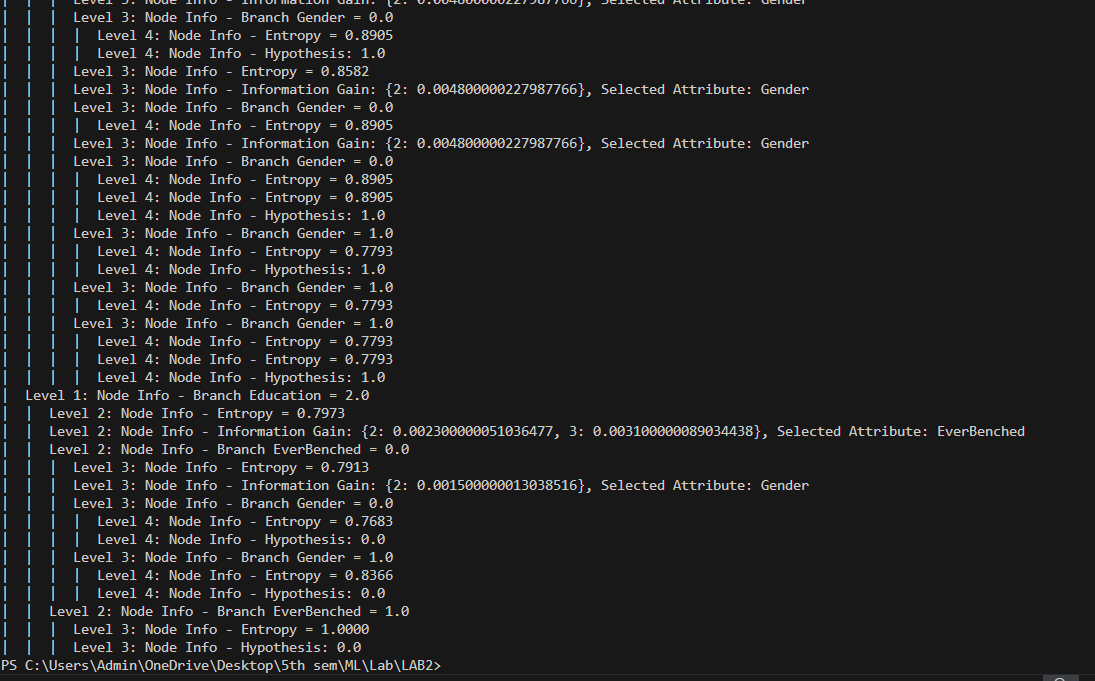 |  |  |  Level 3: Node Info - Information Gain: {2: 0.004800000227987766}, Selected Attribute: Gender
|  |  |  Level 3: Node Info - Branch Gender = 0.0
|  |  |  |  Level 4: Node Info - Entropy = 0.8905
|  |  |  |  Level 4: Node Info - Hypothesis: 1.0
|  |  |  Level 3: Node Info - Entropy = 0.8582
|  |  |  Level 3: Node Info - Information Gain: {2: 0.004800000227987766}, Selected Attribute: Gender
|  |  |  Level 3: Node Info - Branch Gender = 0.0
|  |  |  |  Level 4: Node Info - Entropy = 0.8905
|  |  |  Level 3: Node Info - Information Gain: {2: 0.004800000227987766}, Selected Attribute: Gender
|  |  |  Level 3: Node Info - Branch Gender = 0.0
|  |  |  |  Level 4: Node Info - Entropy = 0.8905
|  |  |  |  Level 4: Node Info - Entropy = 0.8905
|  |  |  |  Level 4: Node Info - Hypothesis: 1.0
|  |  |  Level 3: Node Info - Branch Gender = 1.0
|  |  |  |  Level 4: Node Info - Entropy = 0.7793
|  |  |  |  Level 4: Node Info - Hypothesis: 1.0
|  |  |  Level 3: Node Info - Branch Gender = 1.0
|  |  |  |  Level 4: Node Info - Entropy = 0.7793
|  |  |  Level 3: Node Info - Branch Gender = 1.0
|  |  |  |  Level 4: Node Info - Entropy = 0.7793
|  |  |  |  Level 4: Node Info - Entropy = 0.7793
|  |  |  |  Level 4: Node Info - Hypothesis: 1.0
|  Level 1: Node Info - Branch Education = 2.0
|  |  Level 2: Node Info - Entropy = 0.7973
|  |  Level 2: Node Info - Information Gain: {2: 0.002300000051036477, 3: 0.003100000089034438}, Selected Attribute: EverBenched
|  |  Level 2: Node Info - Branch EverBenched = 0.0
|  |  |  Level 3: Node Info - Entropy = 0.7913
|  |  |  Level 3: Node Info - Information Gain: {2: 0.001500000013038516}, Selected Attribute: Gender
|  |  |  Level 3: Node Info - Branch Gender = 0.0
|  |  |  |  Level 4: Node Info - Entropy = 0.7683
|  |  |  |  Level 4: Node Info - Hypothesis: 0.0
|  |  |  Level 3: Node Info - Branch Gender = 1.0
|  |  |  |  Level 4: Node Info - Entropy = 0.8366
|  |  |  |  Level 4: Node Info - Hypothesis: 0.0
|  |  Level 2: Node Info - Branch EverBenched = 1.0
|  |  |  Level 3: Node Info - Entropy = 1.0000
|  |  |  Level 3: Node Info - Hypothesis: 0.0
PS C:\Users\Admin\OneDrive\Desktop\5th sem\ML\Lab\LAB2>